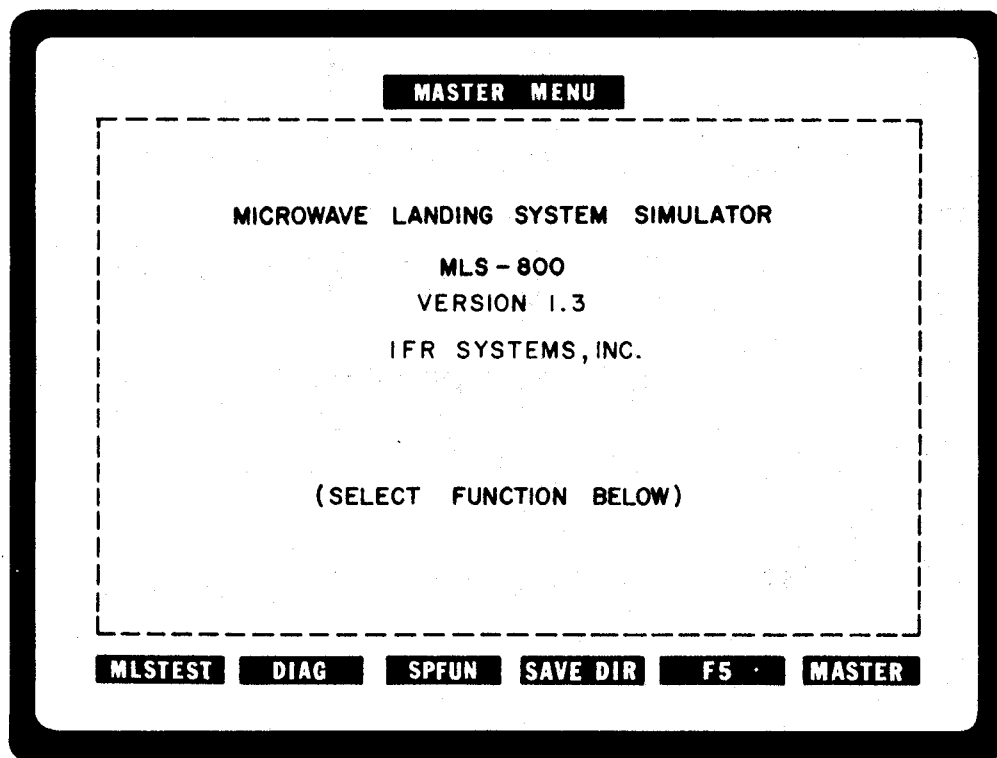 MASTER MENU
MICROWAVE LANDING SYSTEM SIMULATOR
MLS-800
VERSION 1.3
IFR SYSTEMS, INC.
(SELECT FUNCTION BELOW)
MLSTEST DIAG SPFUN SAVE DIR F5 MASTER